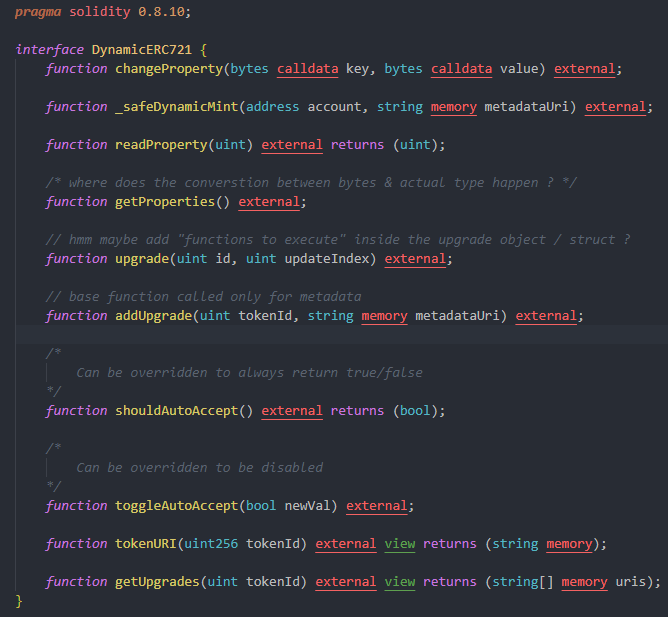 pragma solidity 0.8.10;
interface DynamicERC721 {
function changeProperty(bytes calldata key, bytes calldata value) external;
function _safeDynamicMint(address account, string memory metadataUri) external;
function readProperty(uint) external returns (uint);
/* where does the converstion between bytes & actual type happen ? */
function getProperties() external;
// hmm maybe add "functions to execute" inside the upgrade object / struct ?
function upgrade(uint id, uint updateIndex) external;
// base function called only for metadata
function addUpgrade(uint tokenId, string memory metadataUri) external;
/*
Can be overridden to always return true/false
*/
function shouldAutoAccept() external returns (bool);
/*
Can be overridden to be disabled
*/
function toggleAutoAccept(bool newVal) external;
function tokenURI(uint256 tokenId) external view returns (string memory);
function getUpgrades(uint tokenId) external view returns (string[] memory uris);
}